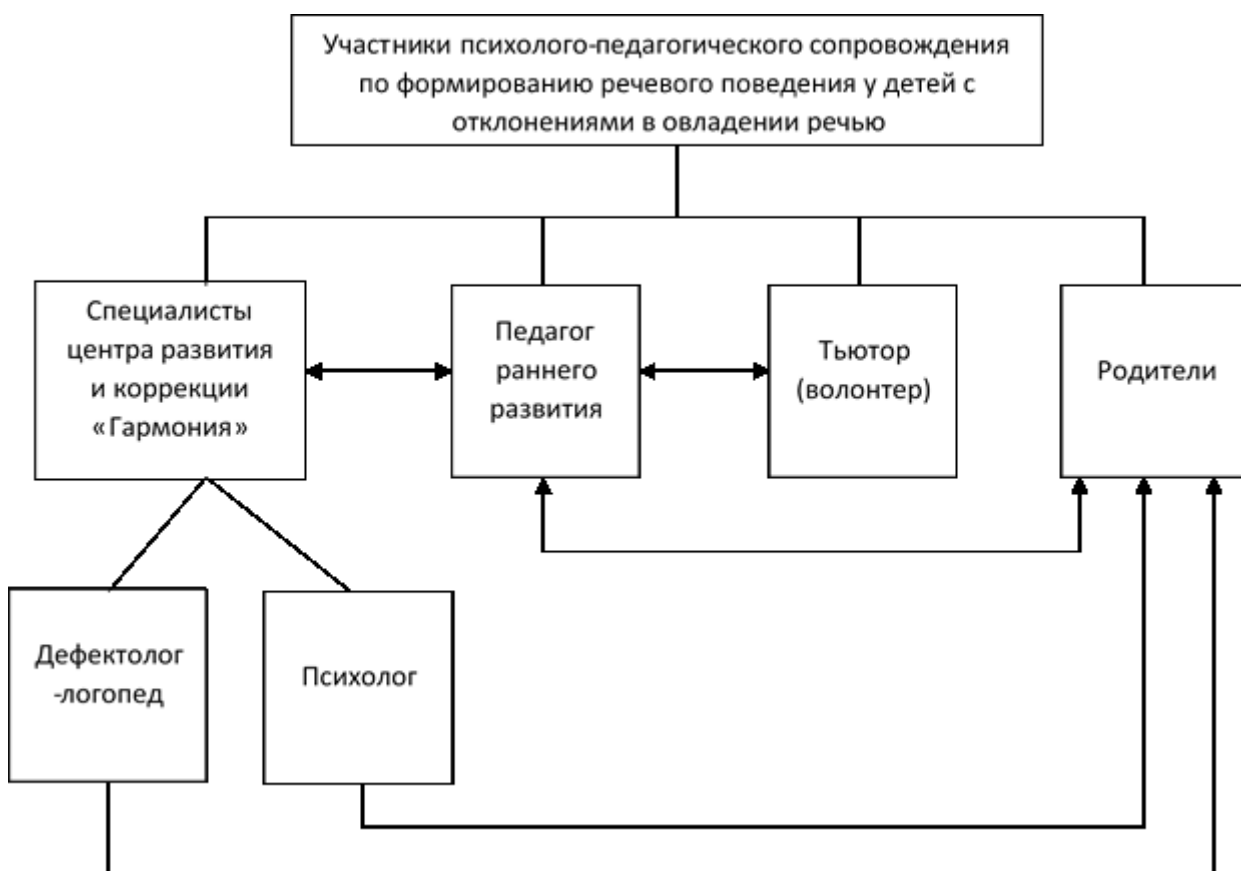 Участники психолого-педагогического сопровождения
по формированию речевого поведения у детей с
отклонениями в овладении речью
Специалисты
центра развития
и коррекции
«Гармония»
Педагог
раннего
развития
Тьютор
(волонтер)
Родители
Дефектолог
-логопед
Психолог